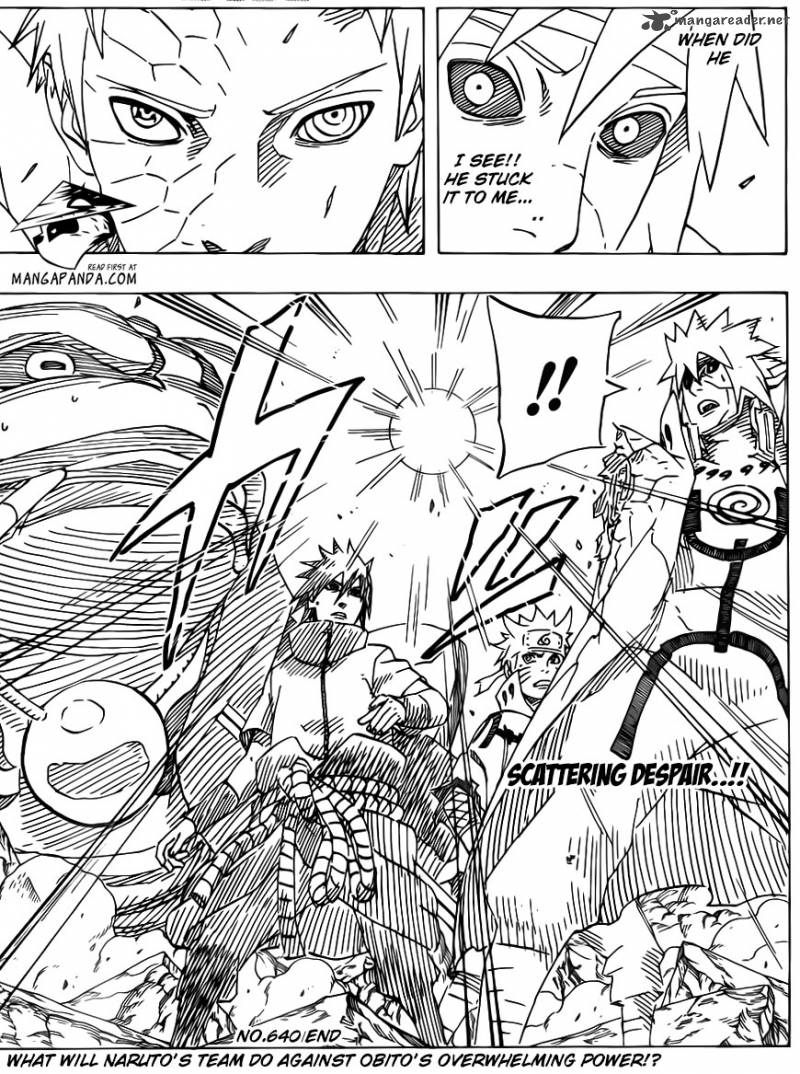 mangareader.net
WHEN DID
HE
I SEE!!
HE STUCK
IT TO ME...
READ FIRST AT
MANGAPANDA.COM
!!
SCATTERING DESPAIR...!!
NO.640/END
WHAT WILL NARUTO'S TEAM DO AGAINST OBITO'S OVERWHELMING POWER!?